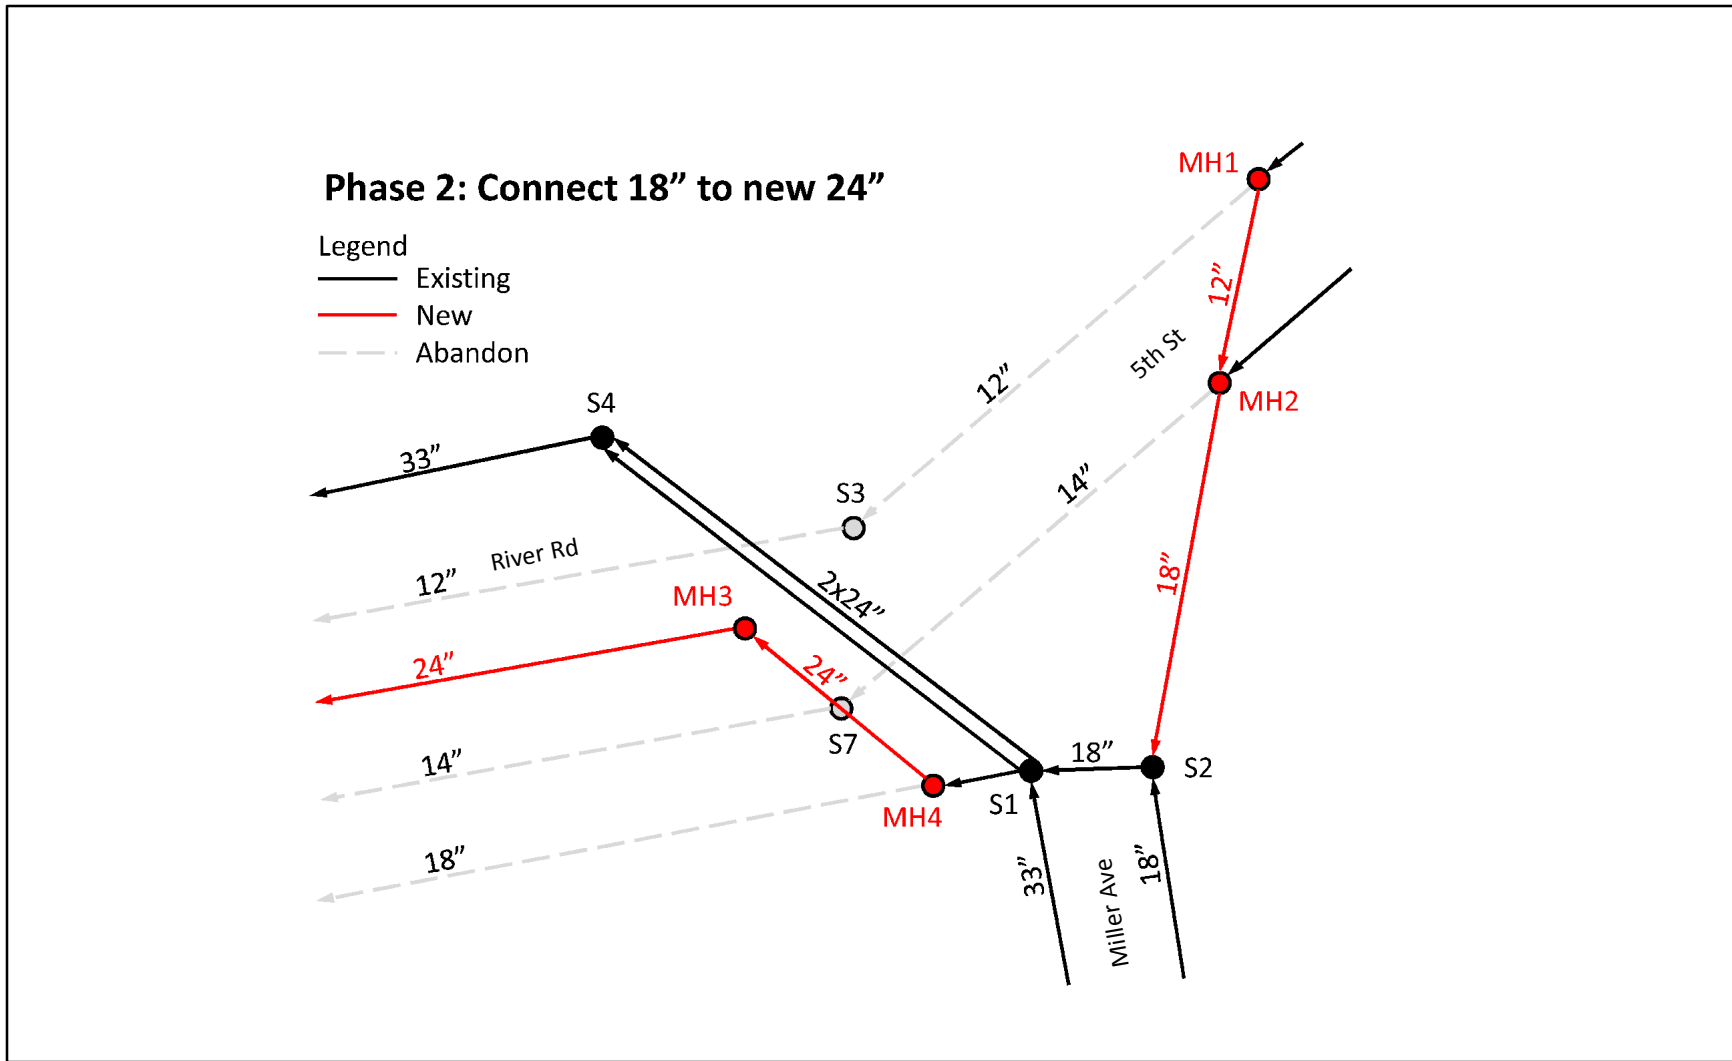 MH1
Phase 2: Connect 18” to new 24”
Legend
Existing
New
Abandon
12”
5th St
12”
MH2
S4
33”
14”
S3
River Rd
12”
2x24”
18”
MH3
24”
24”
S7
14”
18”
S2
S1
MH4
18”
33”
Miller Ave
18”